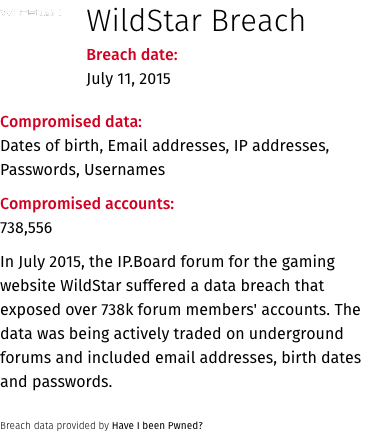 WildStar Breach
Breach date:
July 11, 2015
Compromised data:
Dates of birth, Email addresses, IP addresses,
Passwords, Usernames
Compromised accounts:
738,556
In July 2015, the IP.Board forum for the gaming
website WildStar suffered a data breach that
exposed over 738k forum members' accounts. The
data was being actively traded on underground
forums and included email addresses, birth dates
and passwords.
Breach data provided by Have I been Pwned?